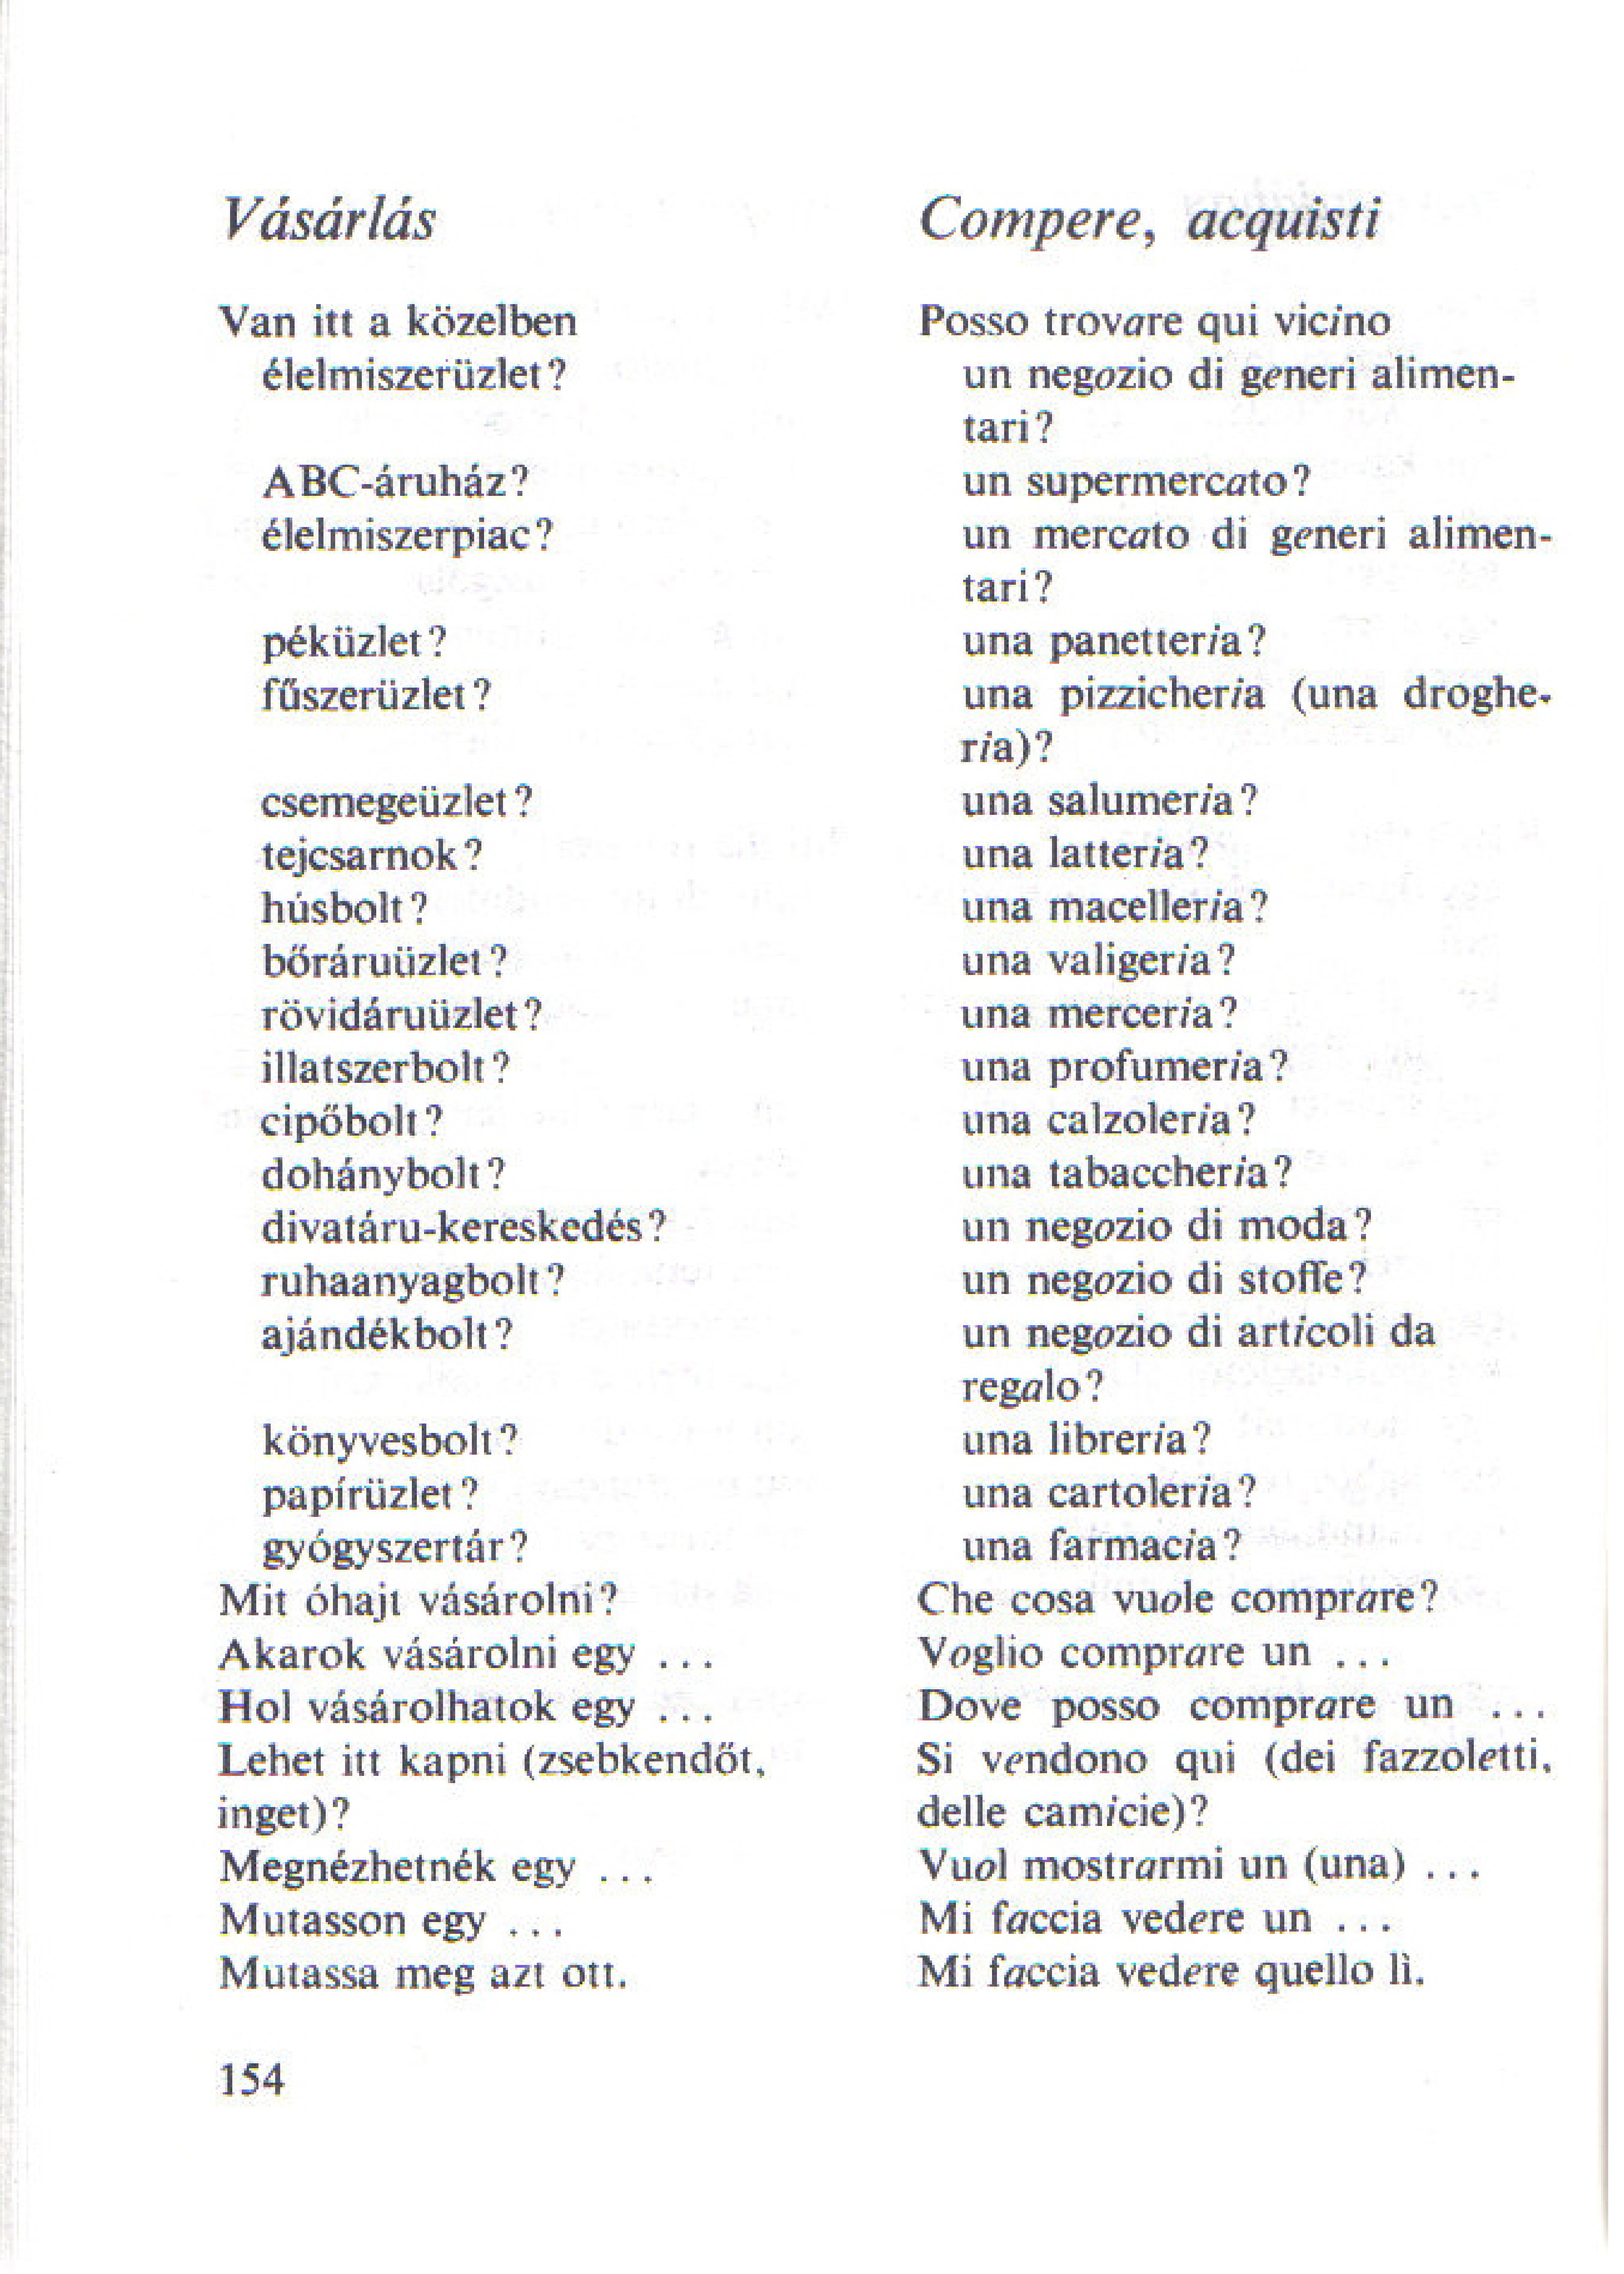 Vásárlás
Van itt a közelben
élelmiszerüzlet?
ABC-áruház?
élelmiszerpiac?
péküzlet?
fűszerüzlet?
csemegeüzlet?
tejcsarnok?
húsbolt?
bőráruüzlet?
rövidáruüzlet?
illatszerbolt?
cipőbolt?
dohánybolt?
divatáru-kereskedés?
ruhaanyagbolt?
ajándékbolt?
könyvesbolt?
papírüzlet?
gyógyszertár?
Mit óhajt vásárolni?
Akarok vásárolni egy ...
Hol vásárolhatok egy ...
Lehet itt kapni (zsebkendőt,
inget)?
Megnézhetnék egy ...
Mutasson egy ...
Mutassa meg azt ott.
154
Compere, acquisti
Posso trovare qui vicino
un negozio di generi alimen-
tari?
un supermercato?
un mercato di generi alimen-
tari?
una panetteria?
una pizzicheria (una droghe-
ria)?
una salumeria?
una latteria?
una macelleria?
una valigeria?
una merceria?
una profumeria?
una calzoleria?
una tabaccheria?
un negozio di moda?
un negozio di stoffe?
un negozio di articoli da
regalo?
una libreria?
una cartoleria?
una farmacia?
Che cosa vuole comprare?
Voglio comprare un ...
Dove posso comprare un ...
Si vendono qui (dei fazzoletti,
delle camicie)?
Vuol mostrarmi un (una) ...
Mi faccia vedere un ...
Mi faccia vedere quello lì.